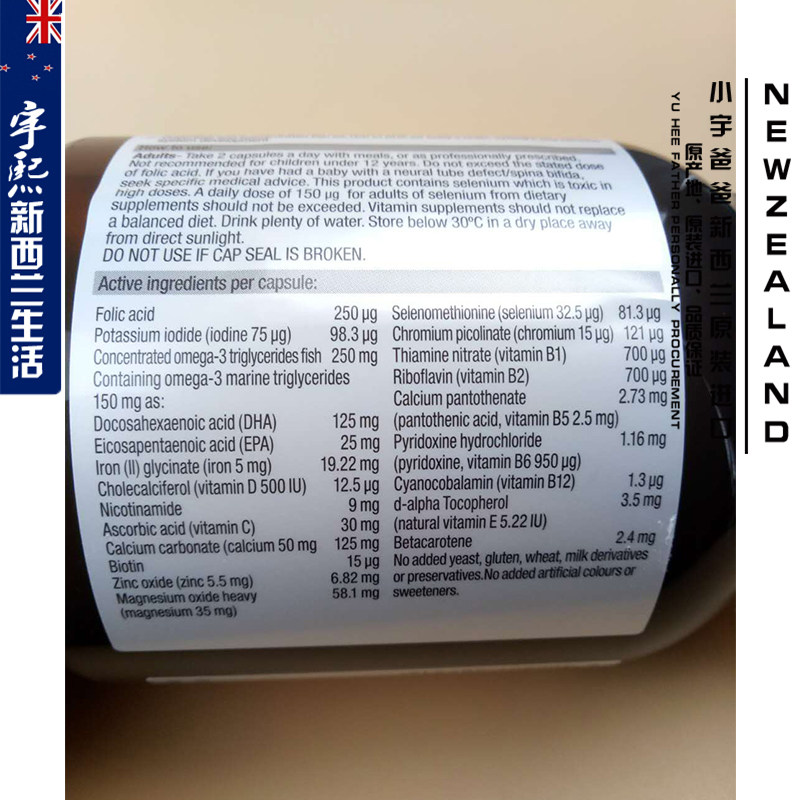 宇熙新西兰生活
How to use:
Adults- Take 2 capsules a day with meals, or as professionally prescribed.
Not recommended for children under 12 years. Do not exceed the stated dose
of folic acid. If you have had a baby with a neural tube defect/spina bifida,
seek specific medical advice. This product contains selenium which is toxic in
high doses. A daily dose of 150 µg for adults of selenium from dietary
supplements should not be exceeded. Vitamin supplements should not replace
a balanced diet. Drink plenty of water. Store below 30ºC in a dry place away
from direct sunlight.
DO NOT USE IF CAP SEAL IS BROKEN.
Active ingredients per capsule:
Folic acid 250 µg
Potassium iodide (iodine 75 µg) 98.3 µg
Concentrated omega-3 triglycerides fish 250 mg
Containing omega-3 marine triglycerides
150 mg as:
Docosahexaenoic acid (DHA) 125 mg
Eicosapentaenoic acid (EPA) 25 mg
Iron (II) glycinate (iron 5 mg) 19.22 mg
Cholecalciferol (vitamin D 500 IU) 12.5 µg
Nicotinamide 9 mg
Ascorbic acid (vitamin C) 30 mg
Calcium carbonate (calcium 50 mg 125 mg
Biotin 15 µg
Zinc oxide (zinc 5.5 mg) 6.82 mg
Magnesium oxide heavy 58.1 mg
(magnesium 35 mg)
Selenomethionine (selenium 32.5 µg) 81.3 µg
Chromium picolinate (chromium 15 µg) 121 µg
Thiamine nitrate (vitamin B1) 700 µg
Riboflavin (vitamin B2) 700 µg
Calcium pantothenate 2.73 mg
(pantothenic acid, vitamin B5 2.5 mg)
Pyridoxine hydrochloride 1.16 mg
(pyridoxine, vitamin B6 950 µg)
Cyanocobalamin (vitamin B12) 1.3 µg
d-alpha Tocopherol 3.5 mg
(natural vitamin E 5.22 IU)
Betacarotene 2.4 mg
No added yeast, gluten, wheat, milk derivatives
or preservatives.No added artificial colours or
sweeteners.
YU HEE FATHER PERSONALLY PROCUREMENT
原产地,原装进口,品质保证
小宇爸爸新西兰原装进口
NEWZEALAND